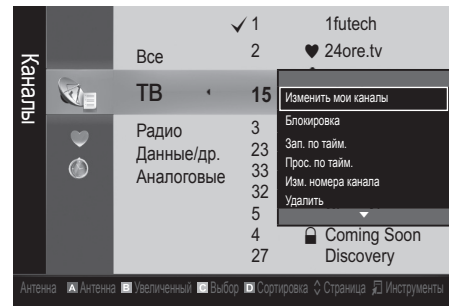 Каналы
✓ 1 1futech
Все 2 ♥ 24ore.tv
ТВ 15
Изменить мои каналы
Блокировка
Зап. по тайм.
Прос. по тайм.
Изм. номера канала
Удалить
Радио 3
Данные/др. 23
Аналоговые 33
32
5
4 Coming Soon
27 Discovery
Антенна A Антенна B Увеличенный C Выбор D Сортировка Страница Инструменты